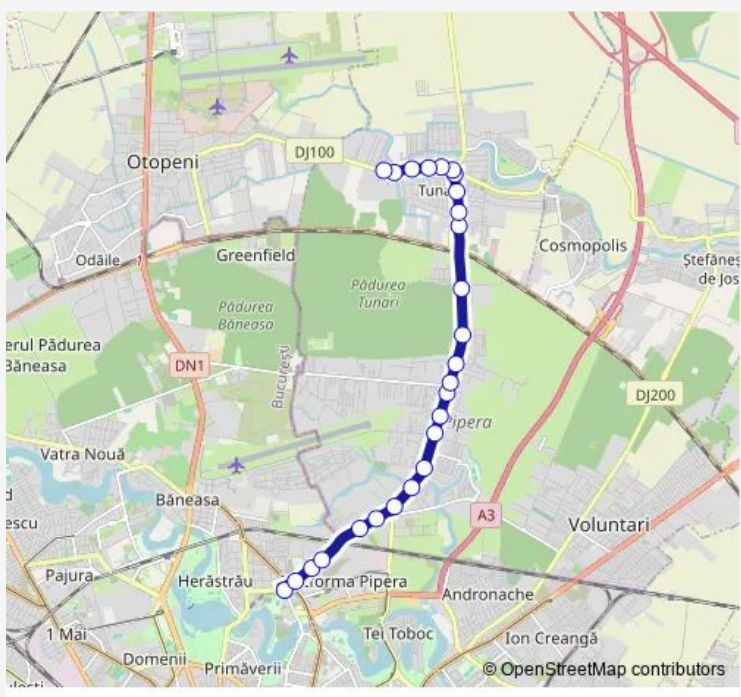 Otopeni
DJ100
Tuna
Odăile
1
Greenfield
Cosmopolis
Ștefăneș
de Jos
Pădurea
Tunari
Pădurea
Băneasa
erul Pădurea
Băneasa
DN1
București
DJ200
Pipera
Vatra Nouă
Băneasa
A3
Voluntari
escu
Pajura
Herăstrău
tforma Pipera
Andronache
1 Mai
Tei Toboc
Ion Creangă
Domenii
Primăverii
© OpenStreetMap contributors